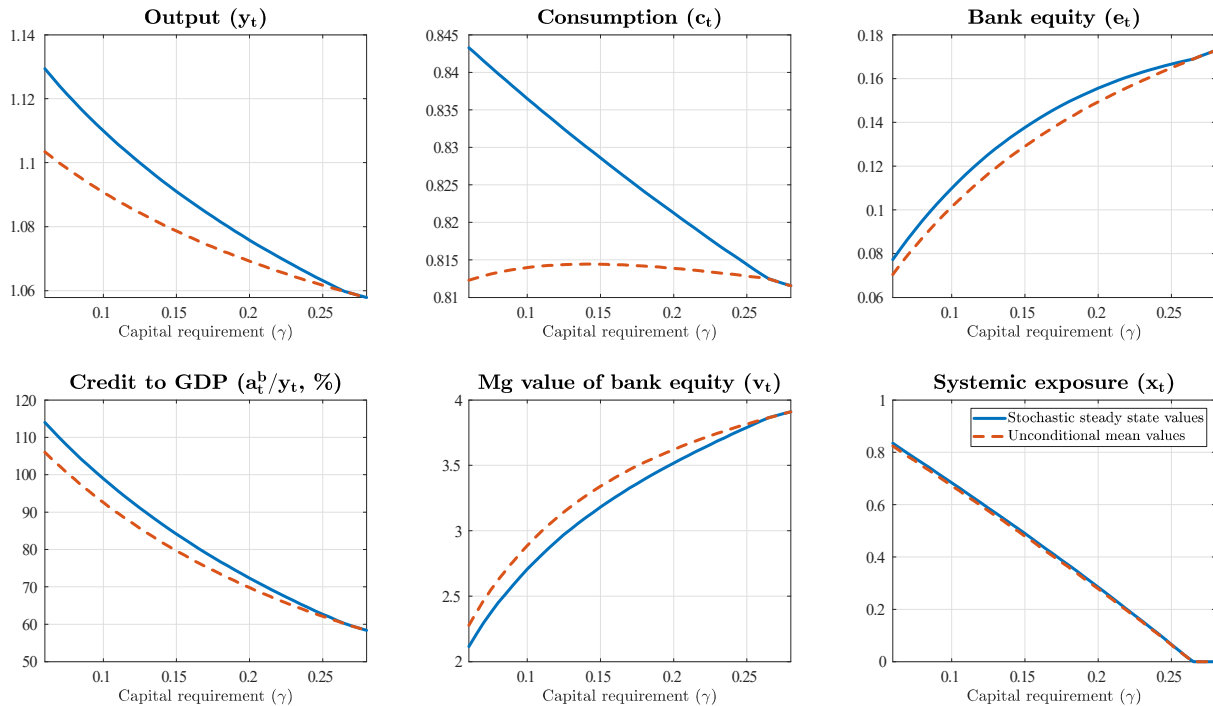 Output (yt)
1.14
1.12
1.1
1.08
1.06
0.1 0.15 0.2 0.25
Capital requirement (γ)
Consumption (ct)
0.845
0.84
0.835
0.83
0.825
0.82
0.815
0.81
0.1 0.15 0.2 0.25
Capital requirement (γ)
Bank equity (et)
0.18
0.16
0.14
0.12
0.1
0.08
0.06
0.1 0.15 0.2 0.25
Capital requirement (γ)
Credit to GDP (a_t^b/yt, %)
120
110
100
90
80
70
60
50
0.1 0.15 0.2 0.25
Capital requirement (γ)
Mg value of bank equity (vt)
4
3.5
3
2.5
2
0.1 0.15 0.2 0.25
Capital requirement (γ)
Systemic exposure (xt)
1
0.8
0.6
0.4
0.2
0
Stochastic steady state values
Unconditional mean values
0.1 0.15 0.2 0.25
Capital requirement (γ)